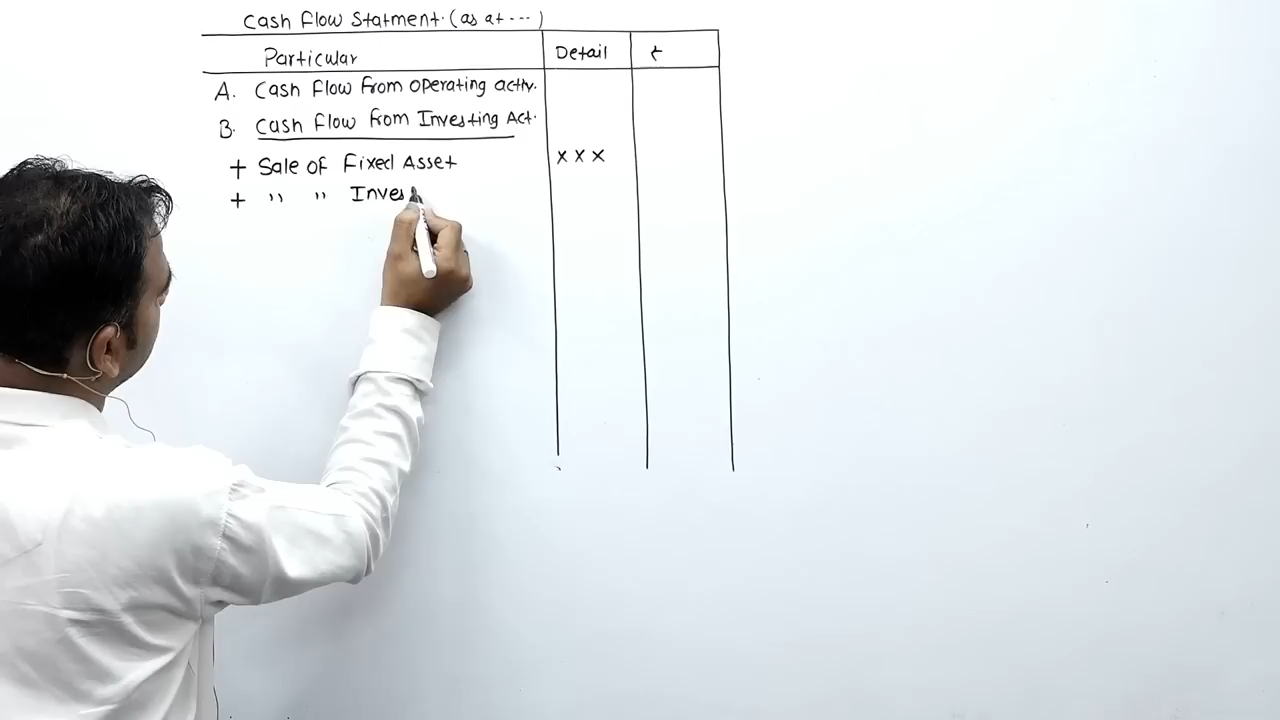 Cash Flow Statment. (as at ---)
Particular Detail ₹
A. Cash Flow From operating activ.
B. Cash Flow from Investing Act.
+ Sale of Fixed Asset x x x
+ " " Inves